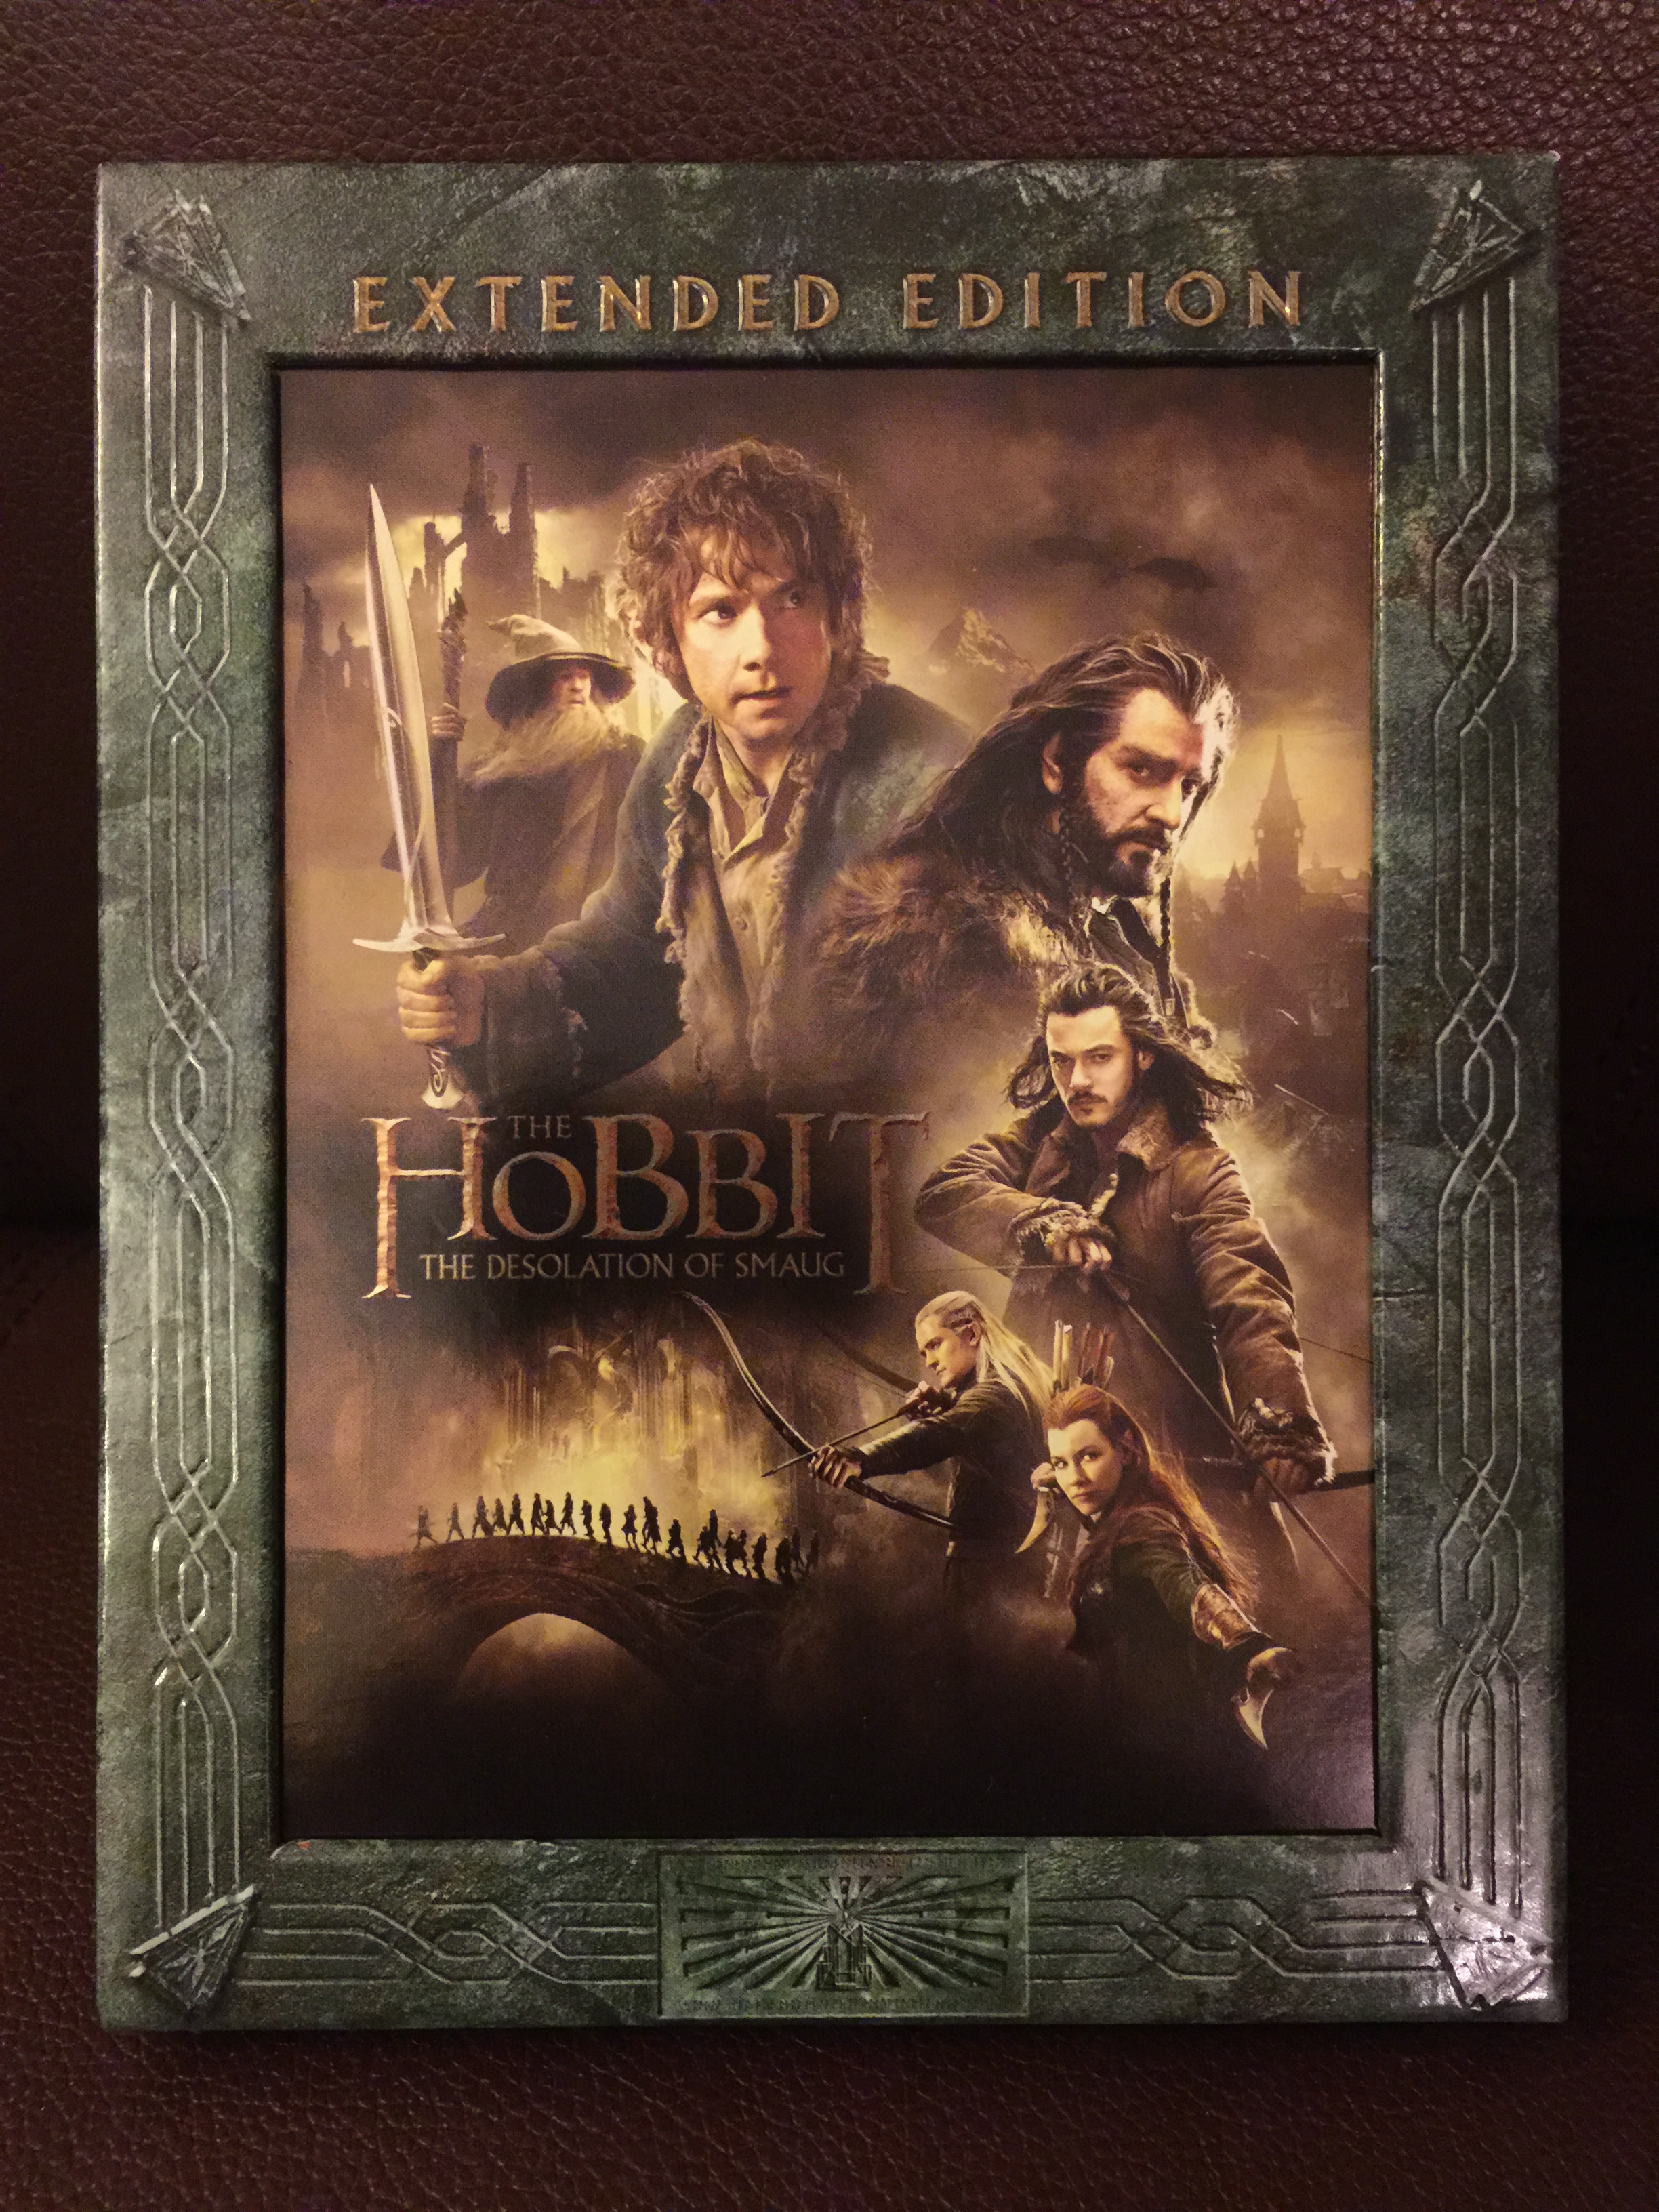 EXTENDED EDITION
THE
HOBBIT
THE DESOLATION OF SMAUG